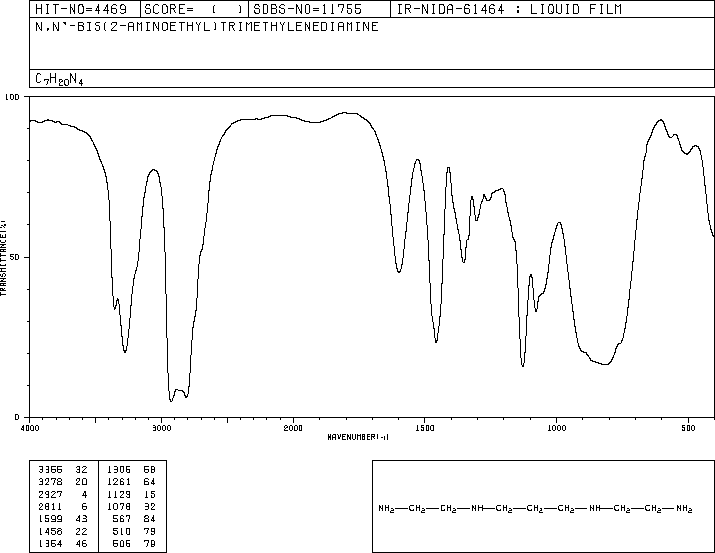 HIT-NO=4469 SCORE= ( ) SDBS-NO=11755 IR-NIDA-61464 : LIQUID FILM
N,N'-BIS(2-AMINOETHYL)TRIMETHYLENEDIAMINE
C7H20N4
100
50
0
TRANSMITTANCE(%)
4000 3000 2000 1500 1000 500
WAVENUMBER(-1)
3366 32 1306 58
3278 20 1261 64
2927 4 1129 15
2811 6 1078 32
1599 43 567 84
1458 22 510 79
1354 46 506 79
NH2—CH2—CH2—NH—CH2—CH2—CH2—NH—CH2—CH2—NH2